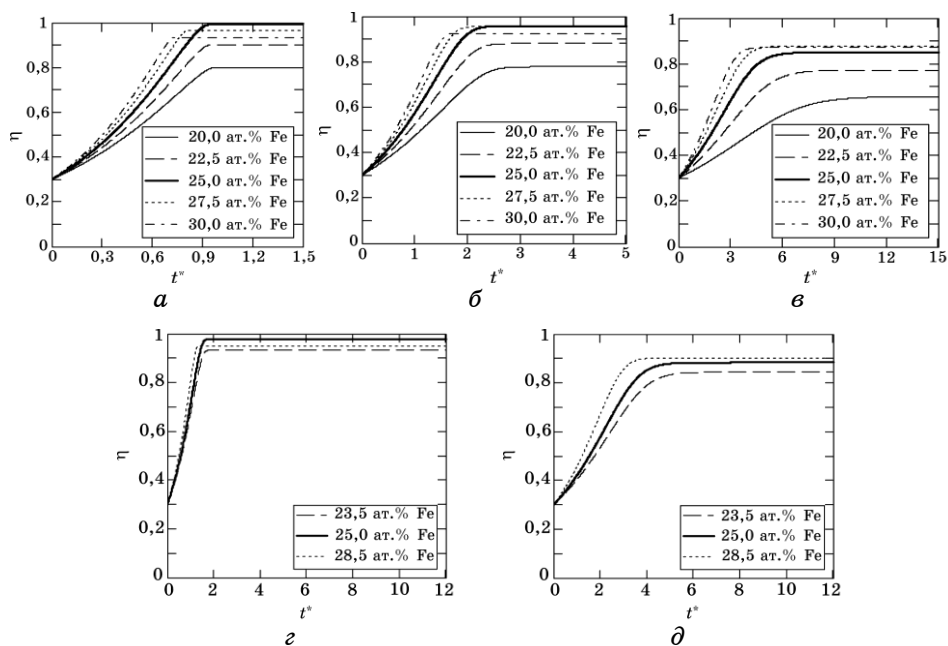 1
0,8
0,6
0,4
0,2
0
η
20,0 ат.% Fe
22,5 ат.% Fe
25,0 ат.% Fe
27,5 ат.% Fe
30,0 ат.% Fe
0 0,3 0,6 0,9 1,2 1,5
t*
а
1
0,8
0,6
0,4
0,2
0
η
20,0 ат.% Fe
22,5 ат.% Fe
25,0 ат.% Fe
27,5 ат.% Fe
30,0 ат.% Fe
0 1 2 3 4 5
t*
б
1
0,8
0,6
0,4
0,2
0
η
20,0 ат.% Fe
22,5 ат.% Fe
25,0 ат.% Fe
27,5 ат.% Fe
30,0 ат.% Fe
0 3 6 9 12 15
t*
в
1
0,8
0,6
0,4
0,2
0
η
23,5 ат.% Fe
25,0 ат.% Fe
28,5 ат.% Fe
0 2 4 6 8 10 12
t*
г
1
0,8
0,6
0,4
0,2
0
η
23,5 ат.% Fe
25,0 ат.% Fe
28,5 ат.% Fe
0 2 4 6 8 10 12
t*
д